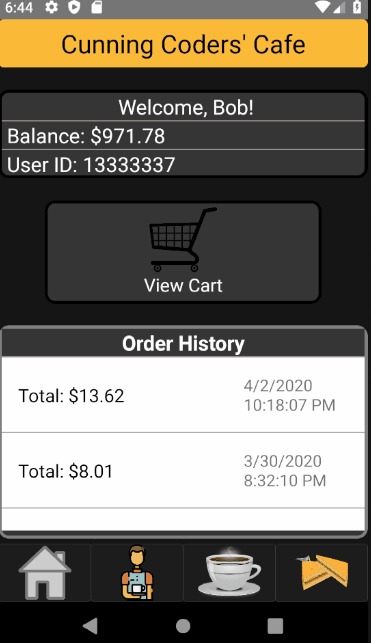 6:44
Cunning Coders' Cafe
Welcome, Bob!
Balance: $971.78
User ID: 13333337
View Cart
Order History
Total: $13.62
4/2/2020
10:18:07 PM
Total: $8.01
3/30/2020
8:32:10 PM